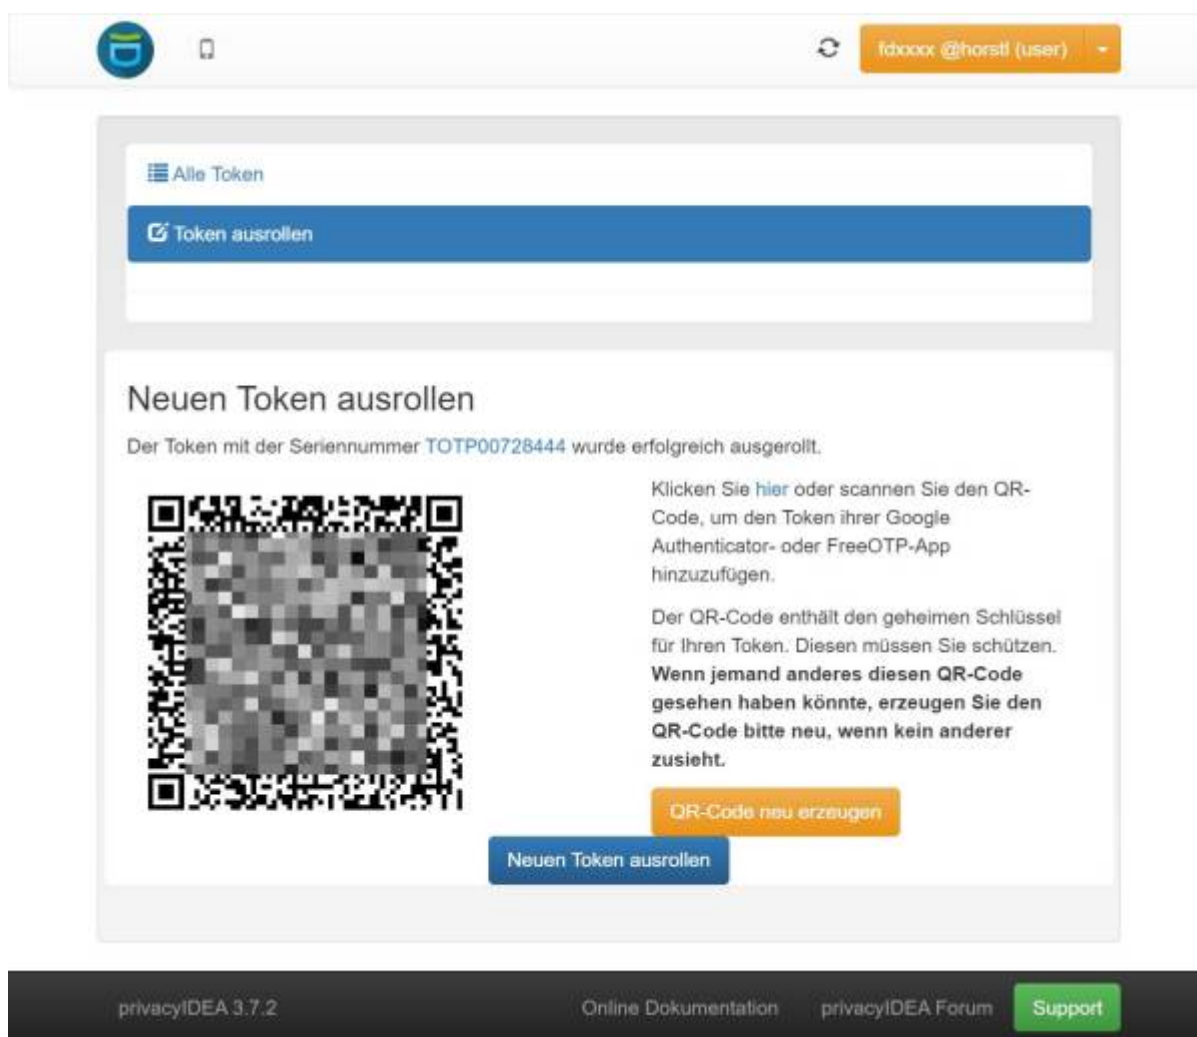 fdxxxx @horstl (user)
Alle Token
Token ausrollen
Neuen Token ausrollen
Der Token mit der Seriennummer TOTP00728444 wurde erfolgreich ausgerollt.
Klicken Sie hier oder scannen Sie den QR-
Code, um den Token ihrer Google
Authenticator- oder FreeOTP-App
hinzuzufügen.
Der QR-Code enthält den geheimen Schlüssel
für Ihren Token. Diesen müssen Sie schützen.
Wenn jemand anderes diesen QR-Code
gesehen haben könnte, erzeugen Sie den
QR-Code bitte neu, wenn kein anderer
zusieht.
QR-Code neu erzeugen
Neuen Token ausrollen
privacyIDEA 3.7.2 Online Dokumentation privacyIDEA Forum Support